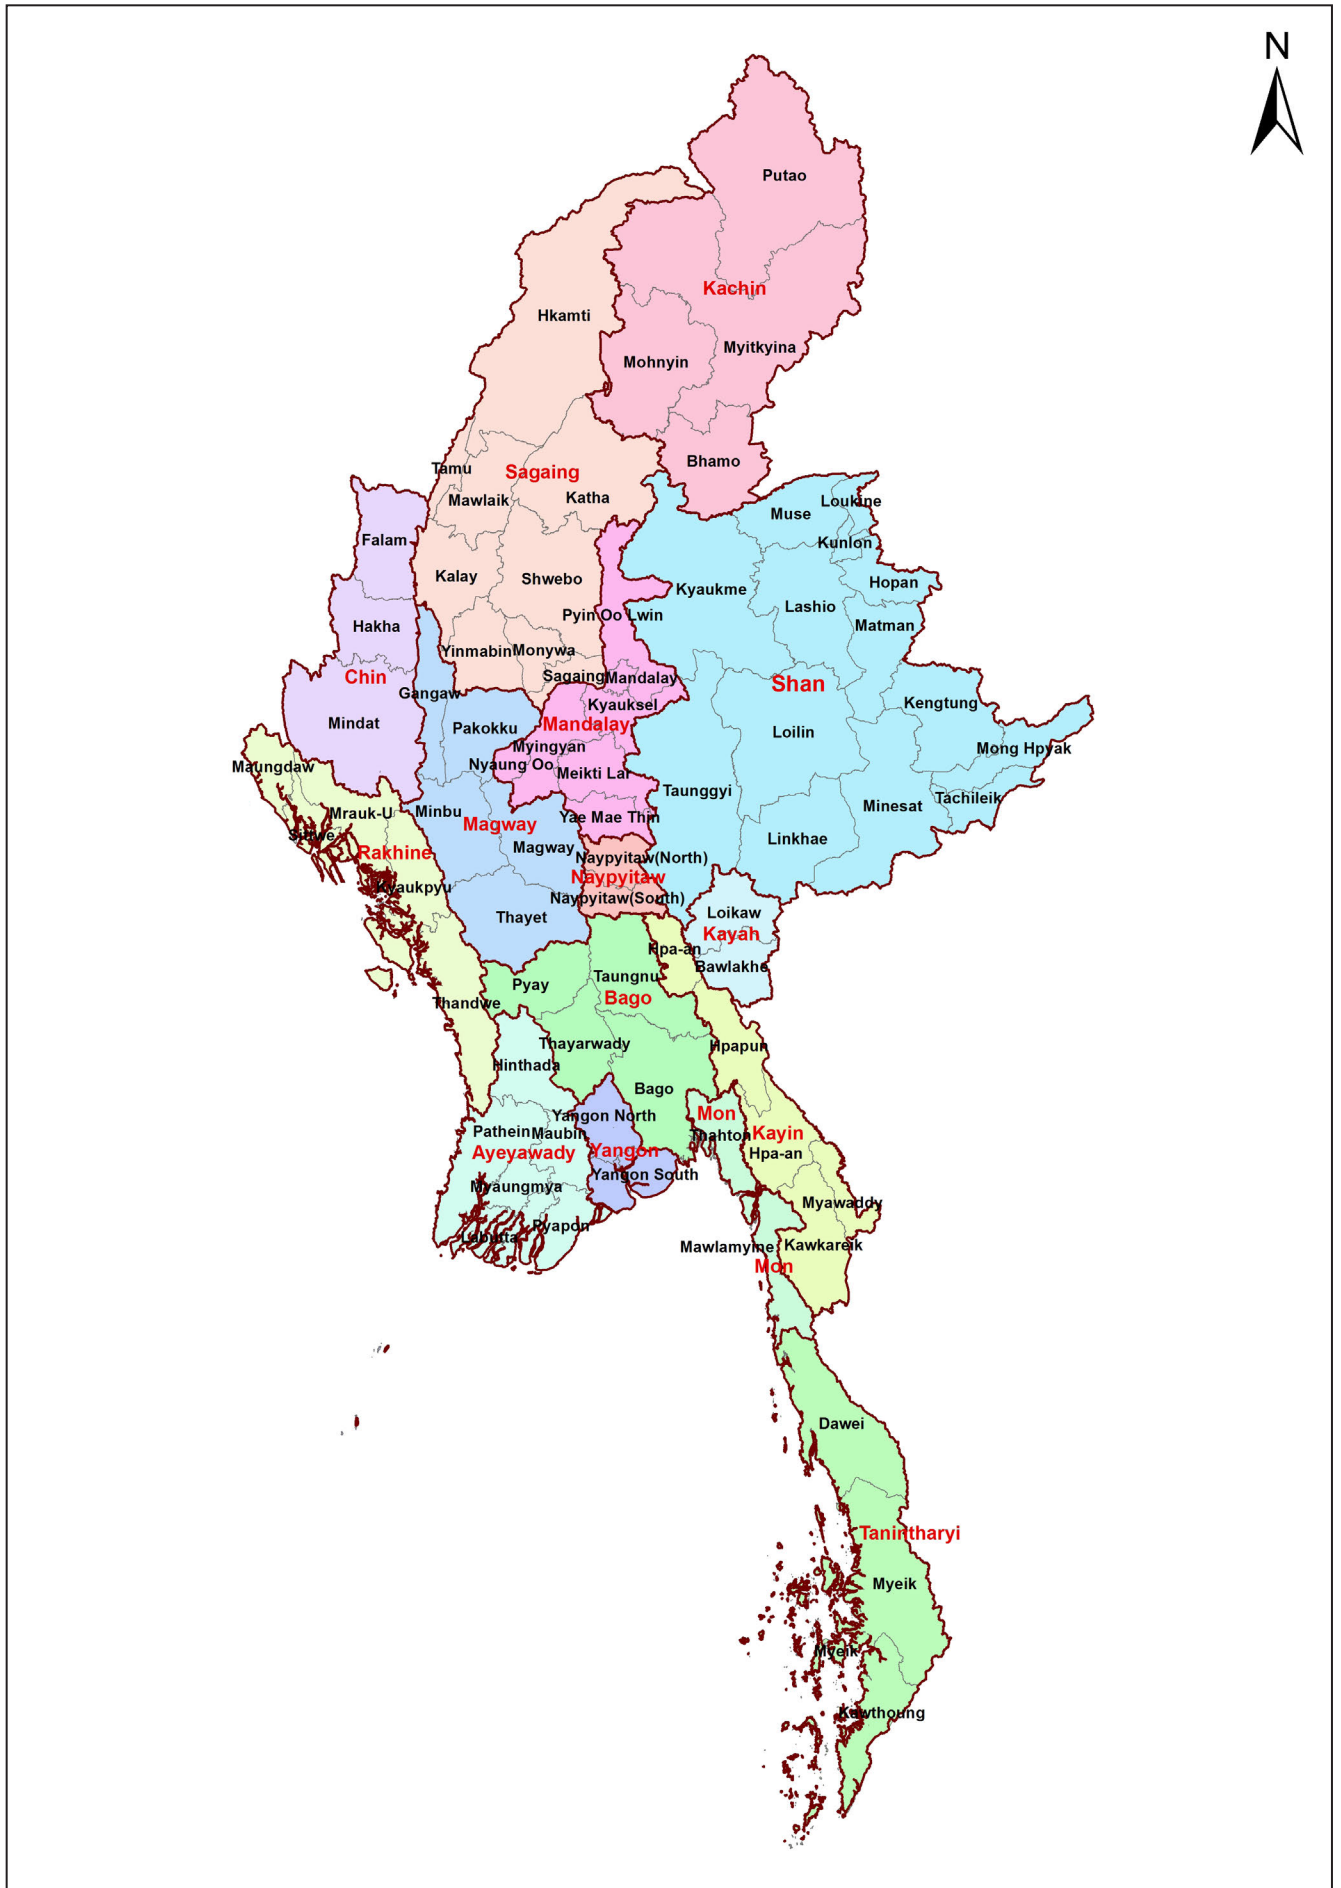 N
Putao
Kachin
Hkamti
Myitkyina
Mohnyin
Bhamo
Tamu
Sagaing
Mawlaik
Katha
Loukine
Muse
Falam
Kunlon
Kalay
Shwebo
Hopan
Kyaukme
Lashio
Pyin Oo Lwin
Hakha
Matman
Yinmabin
Monywa
Chin
Sagaing
Mandalay
Shan
Gangaw
Kyauksel
Kengtung
Mindat
Pakokku
Mandalay
Loilin
Myingyan
Mong Hpyak
Maungdaw
Nyaung Oo
Meikti Lar
Taunggyi
Tachileik
Minesat
Mrauk-U
Minbu
Magway
Yae Mae Thin
Sittwe
Linkhae
Rakhine
Magway
Naypyitaw(North)
Naypyitaw
Kyaukpyu
Naypyitaw(South)
Thayet
Loikaw
Kayah
Hpa-an
Bawlakhe
Taungnu
Pyay
Bago
Thandwe
Thayarwady
Hpapun
Hinthada
Bago
Yangon North
Mon
Pathein
Maubin
Thahton
Kayin
Ayeyawady
Yangon
Hpa-an
Yangon South
Myaungmya
Myawaddy
Pyapon
Labutta
Mawlamyine
Kawkareik
Mon
Dawei
Tanintharyi
Myeik
Myeik
Kawthoung